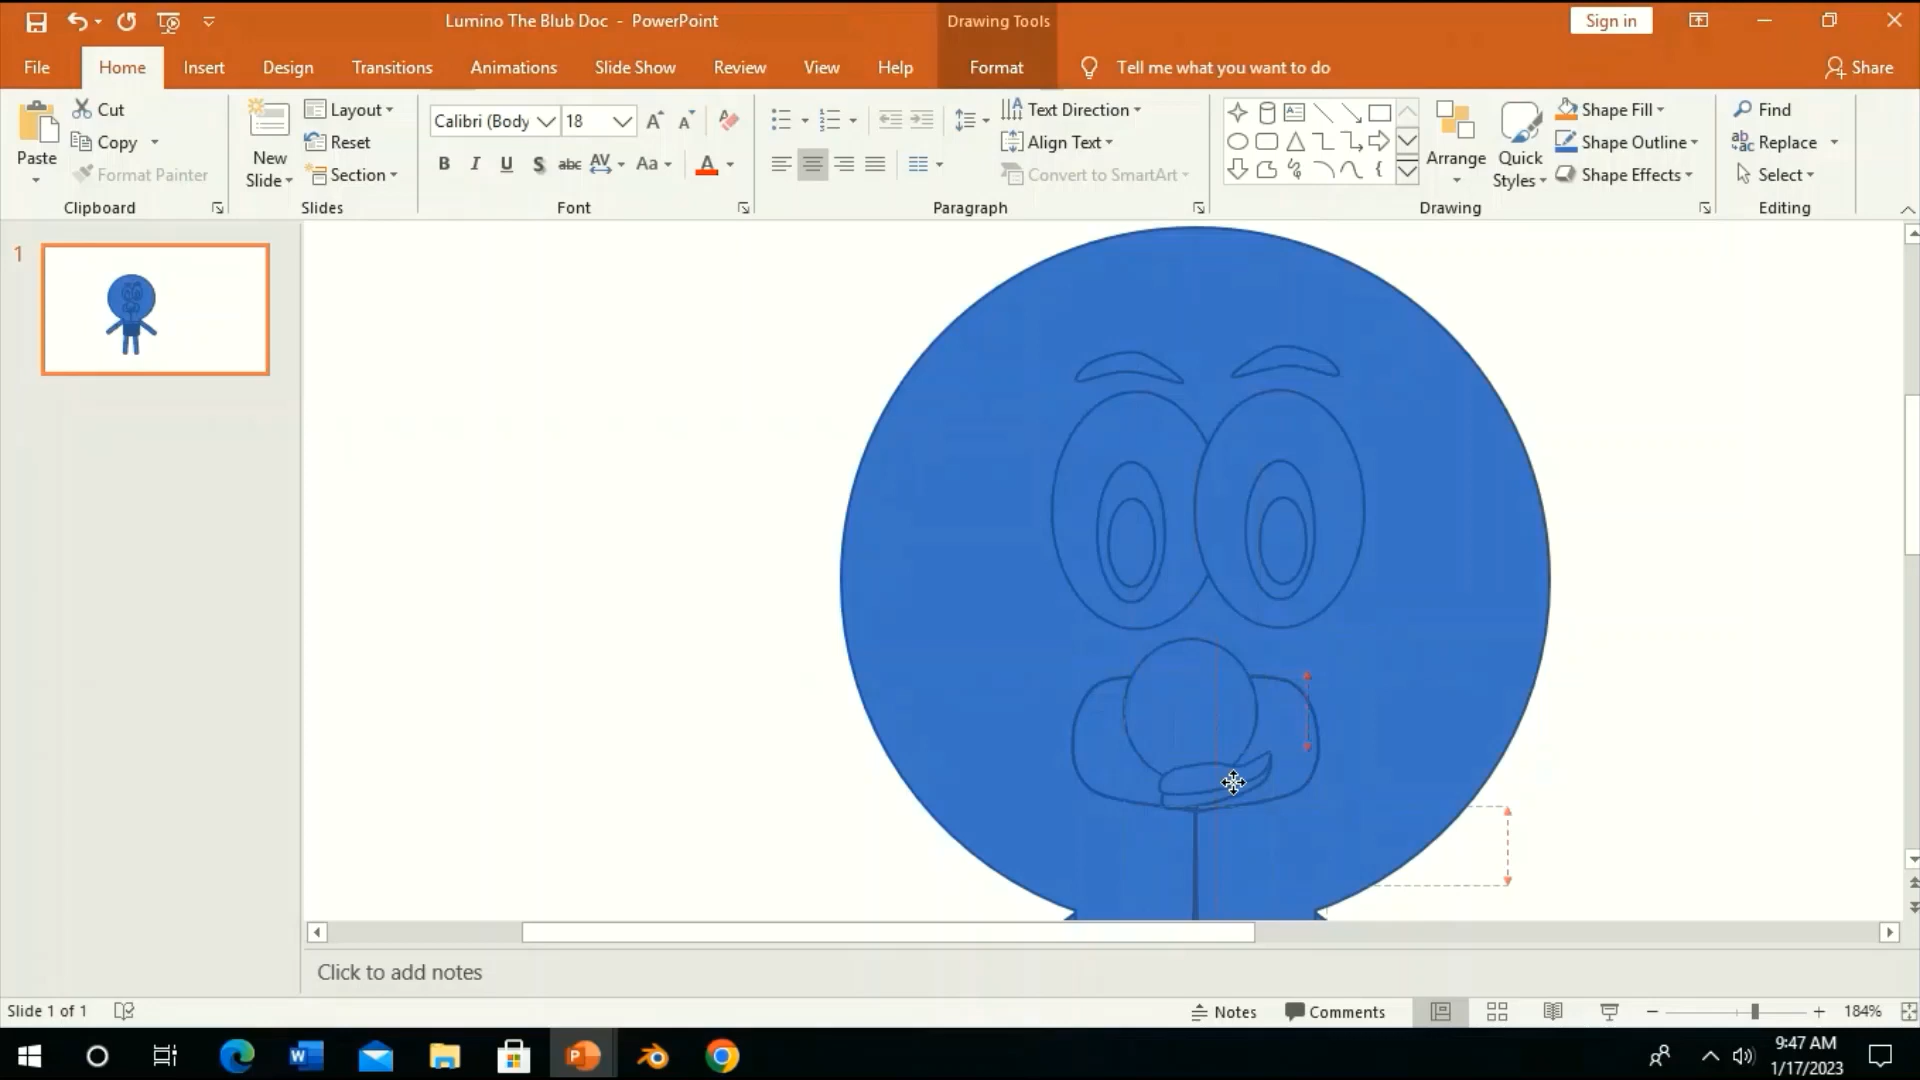 Lumino The Blub Doc - PowerPoint
Drawing Tools
Sign in
File
Home
Insert
Design
Transitions
Animations
Slide Show
Review
View
Help
Format
Tell me what you want to do
Share
Paste
Cut
Copy
Format Painter
Clipboard
New
Slide
Layout
Reset
Section
Slides
Calibri (Body
18
B I U S abc AV Aa A
Font
Text Direction
Align Text
Convert to SmartArt
Paragraph
Arrange
Quick
Styles
Shape Fill
Shape Outline
Shape Effects
Drawing
Find
Replace
Select
Editing
1
Click to add notes
Slide 1 of 1
Notes
Comments
184%
9:47 AM
1/17/2023